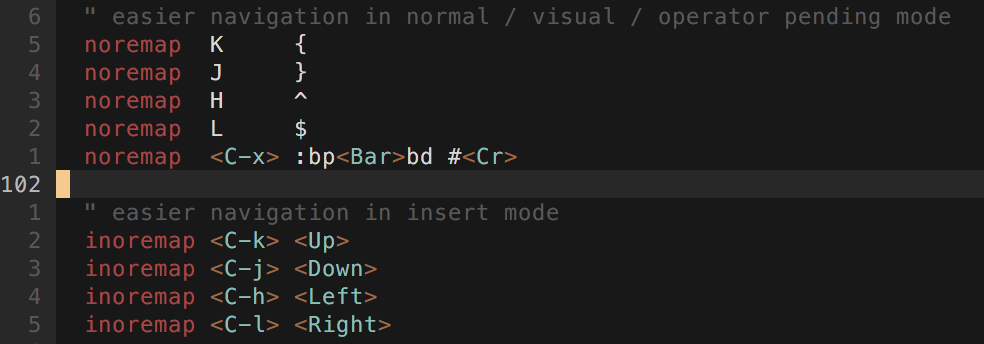 6 " easier navigation in normal / visual / operator pending mode
5 noremap K {
4 noremap J }
3 noremap H ^
2 noremap L $
1 noremap <C-x> :bp<Bar>bd #<Cr>
102
1 " easier navigation in insert mode
2 inoremap <C-k> <Up>
3 inoremap <C-j> <Down>
4 inoremap <C-h> <Left>
5 inoremap <C-l> <Right>